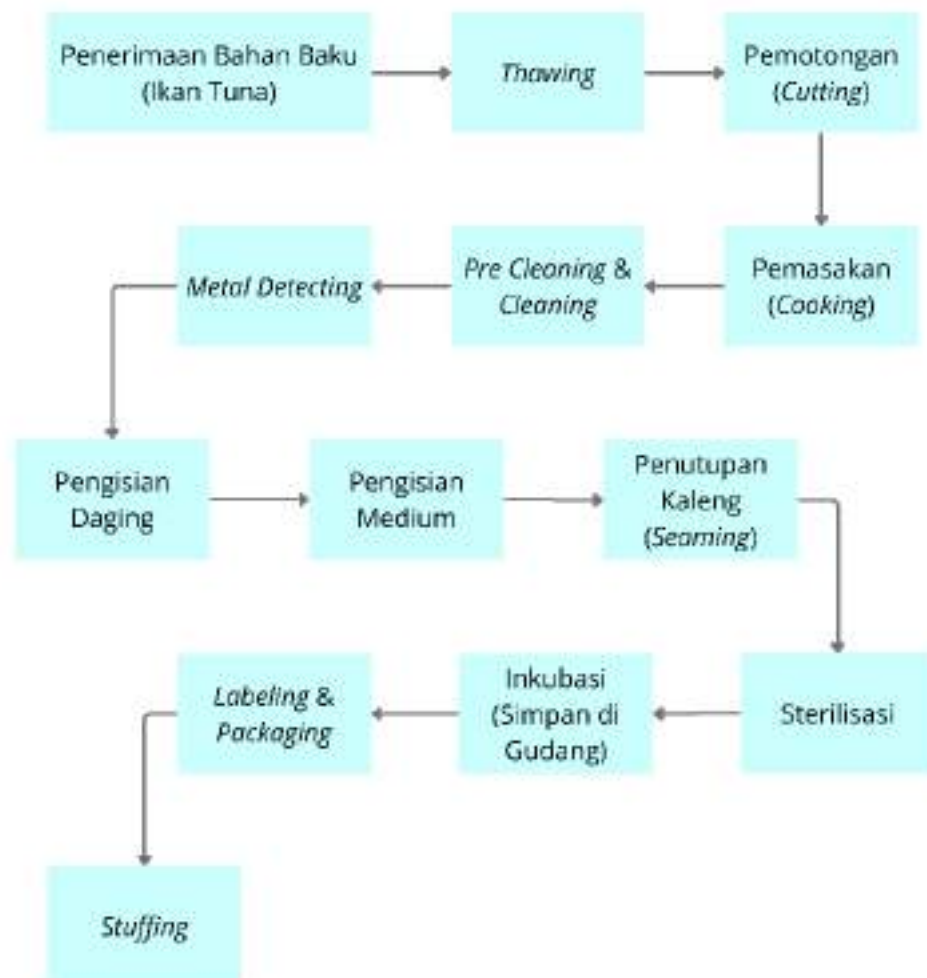 Penerimaan Bahan Baku
(Ikan Tuna)
Thawing
Pemotongan
(Cutting)
Pemasakan
(Cooking)
Pre Cleaning &
Cleaning
Metal Detecting
Pengisian
Daging
Pengisian
Medium
Penutupan
Kaleng
(Seaming)
Sterilisasi
Inkubasi
(Simpan di
Gudang)
Labeling &
Packaging
Stuffing